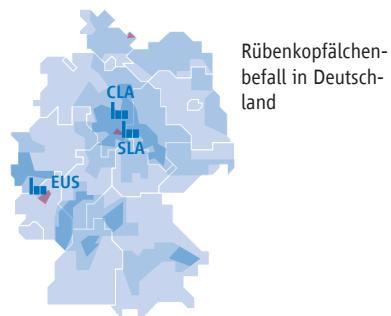 Rübenkopfälchen-
befall in Deutsch-
land
CLA
SLA
EUS